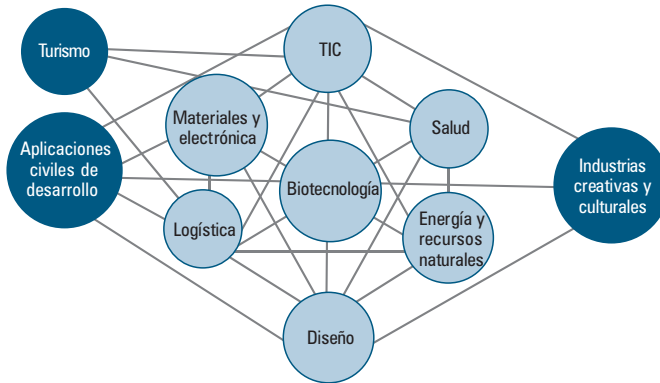 Turismo
TIC
Materiales y
electrónica
Salud
Aplicaciones
civiles de
desarrollo
Biotecnología
Industrias
creativas y
culturales
Logística
Energía y
recursos
naturales
Diseño